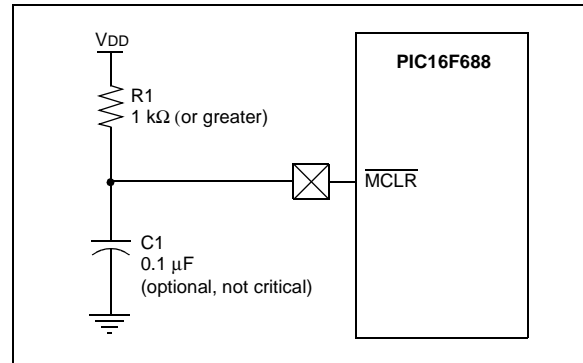 VDD
R1
1 kΩ (or greater)
C1
0.1 μF
(optional, not critical)
PIC16F688
MCLR